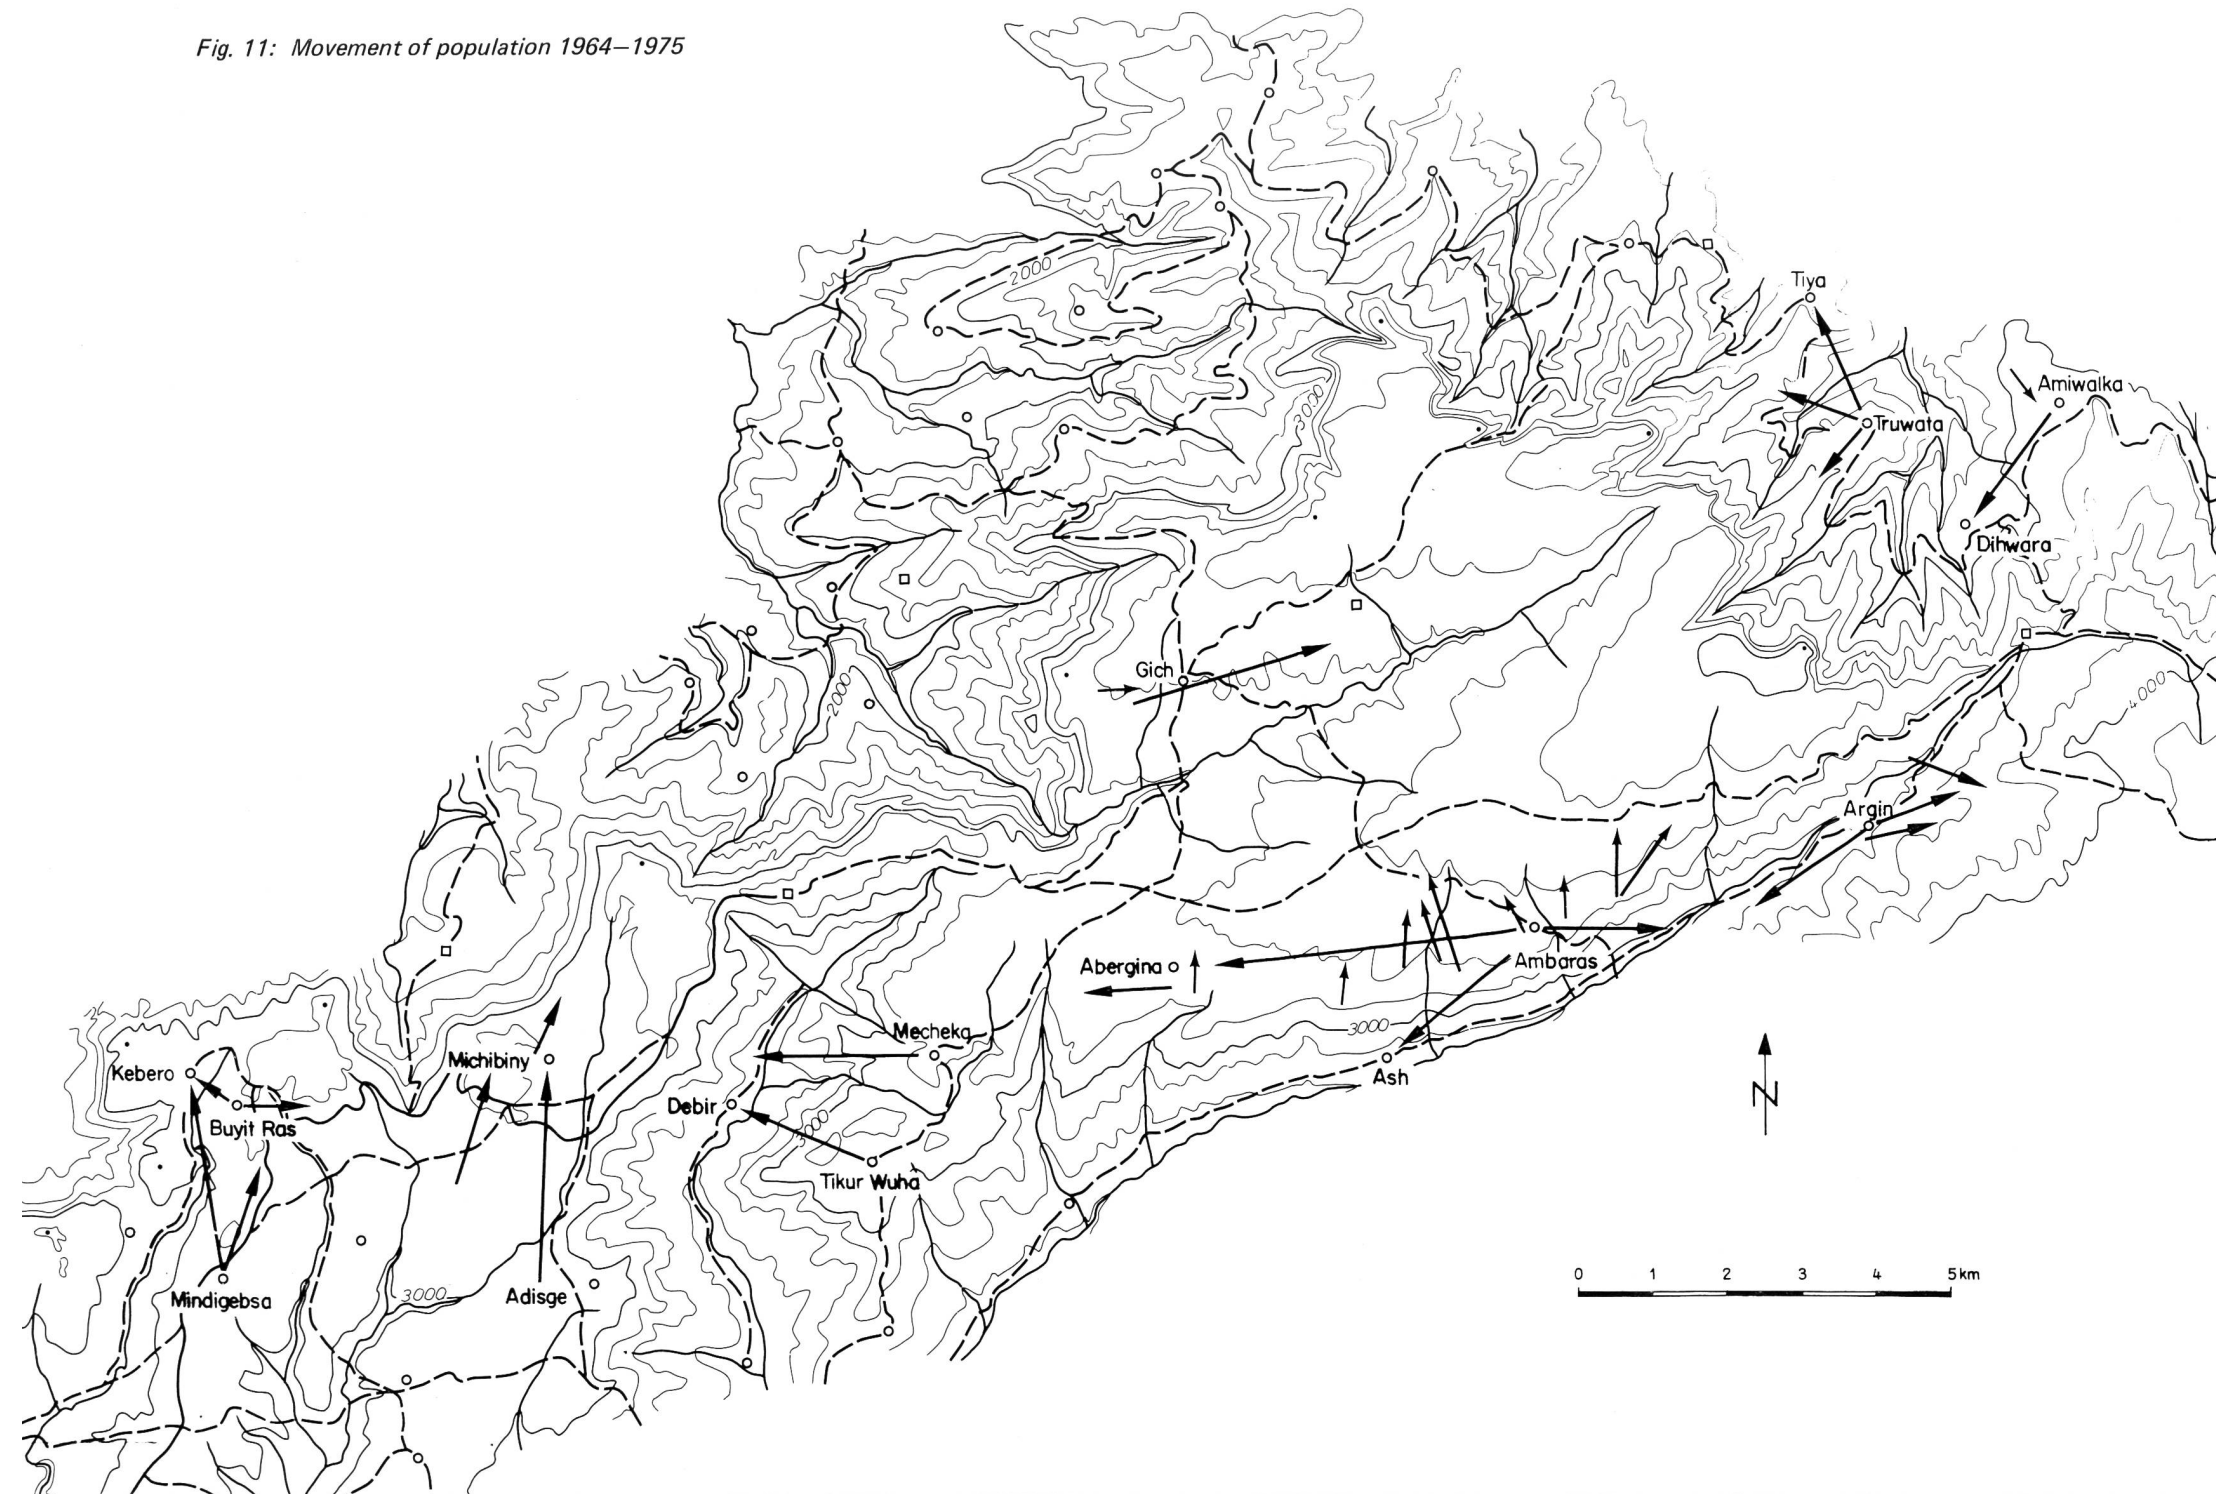 Fig. 11: Movement of population 1964–1975
2000
Tiya
Amiwalka
3000
Truwata
Dihwara
Gich
2000
4000
Argin
Abergina
Ambaras
3000
Mecheka
Michibiny
Kebero
Ash
N
Debir
Buyit Ras
3000
Tikur Wuha
0 1 2 3 4 5 km
Mindigebsa
3000
Adisge